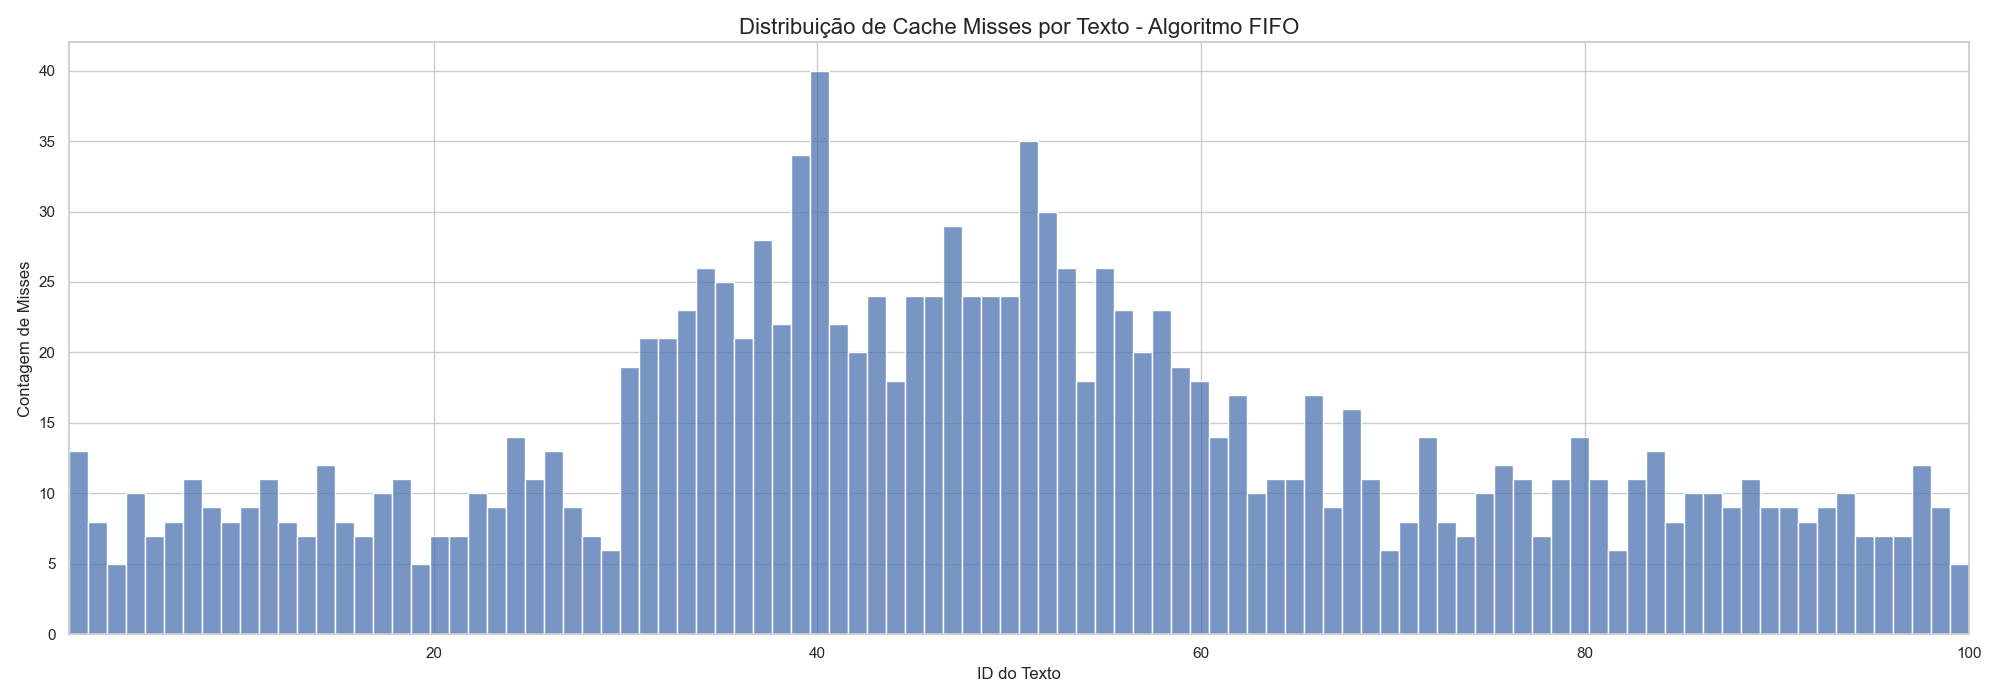 Distribuição de Cache Misses por Texto - Algoritmo FIFO
Contagem de Misses
40
35
30
25
20
15
10
5
0
20 40 60 80 100
ID do Texto